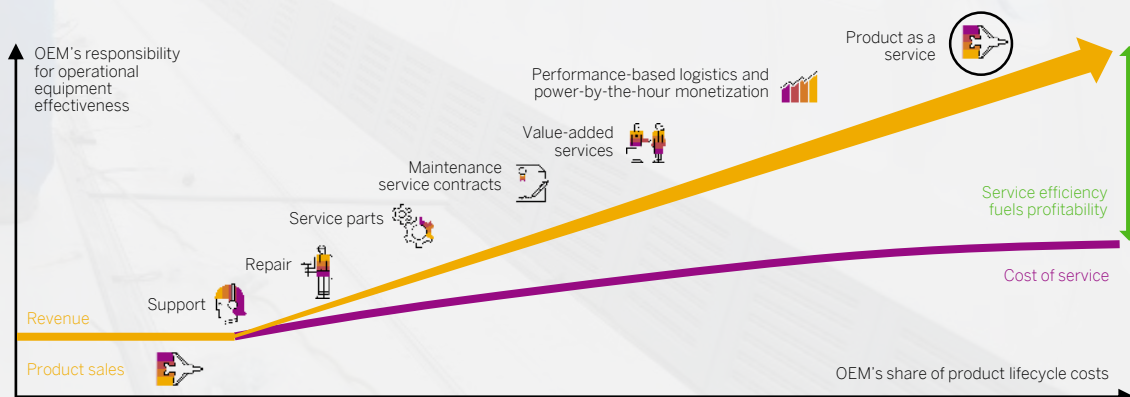 OEM's responsibility
for operational
equipment
effectiveness
Product as a
service
Performance-based logistics and
power-by-the-hour monetization
Value-added
services
Maintenance
service contracts
Service parts
Repair
Support
Revenue
Product sales
Service efficiency
fuels profitability
Cost of service
OEM's share of product lifecycle costs